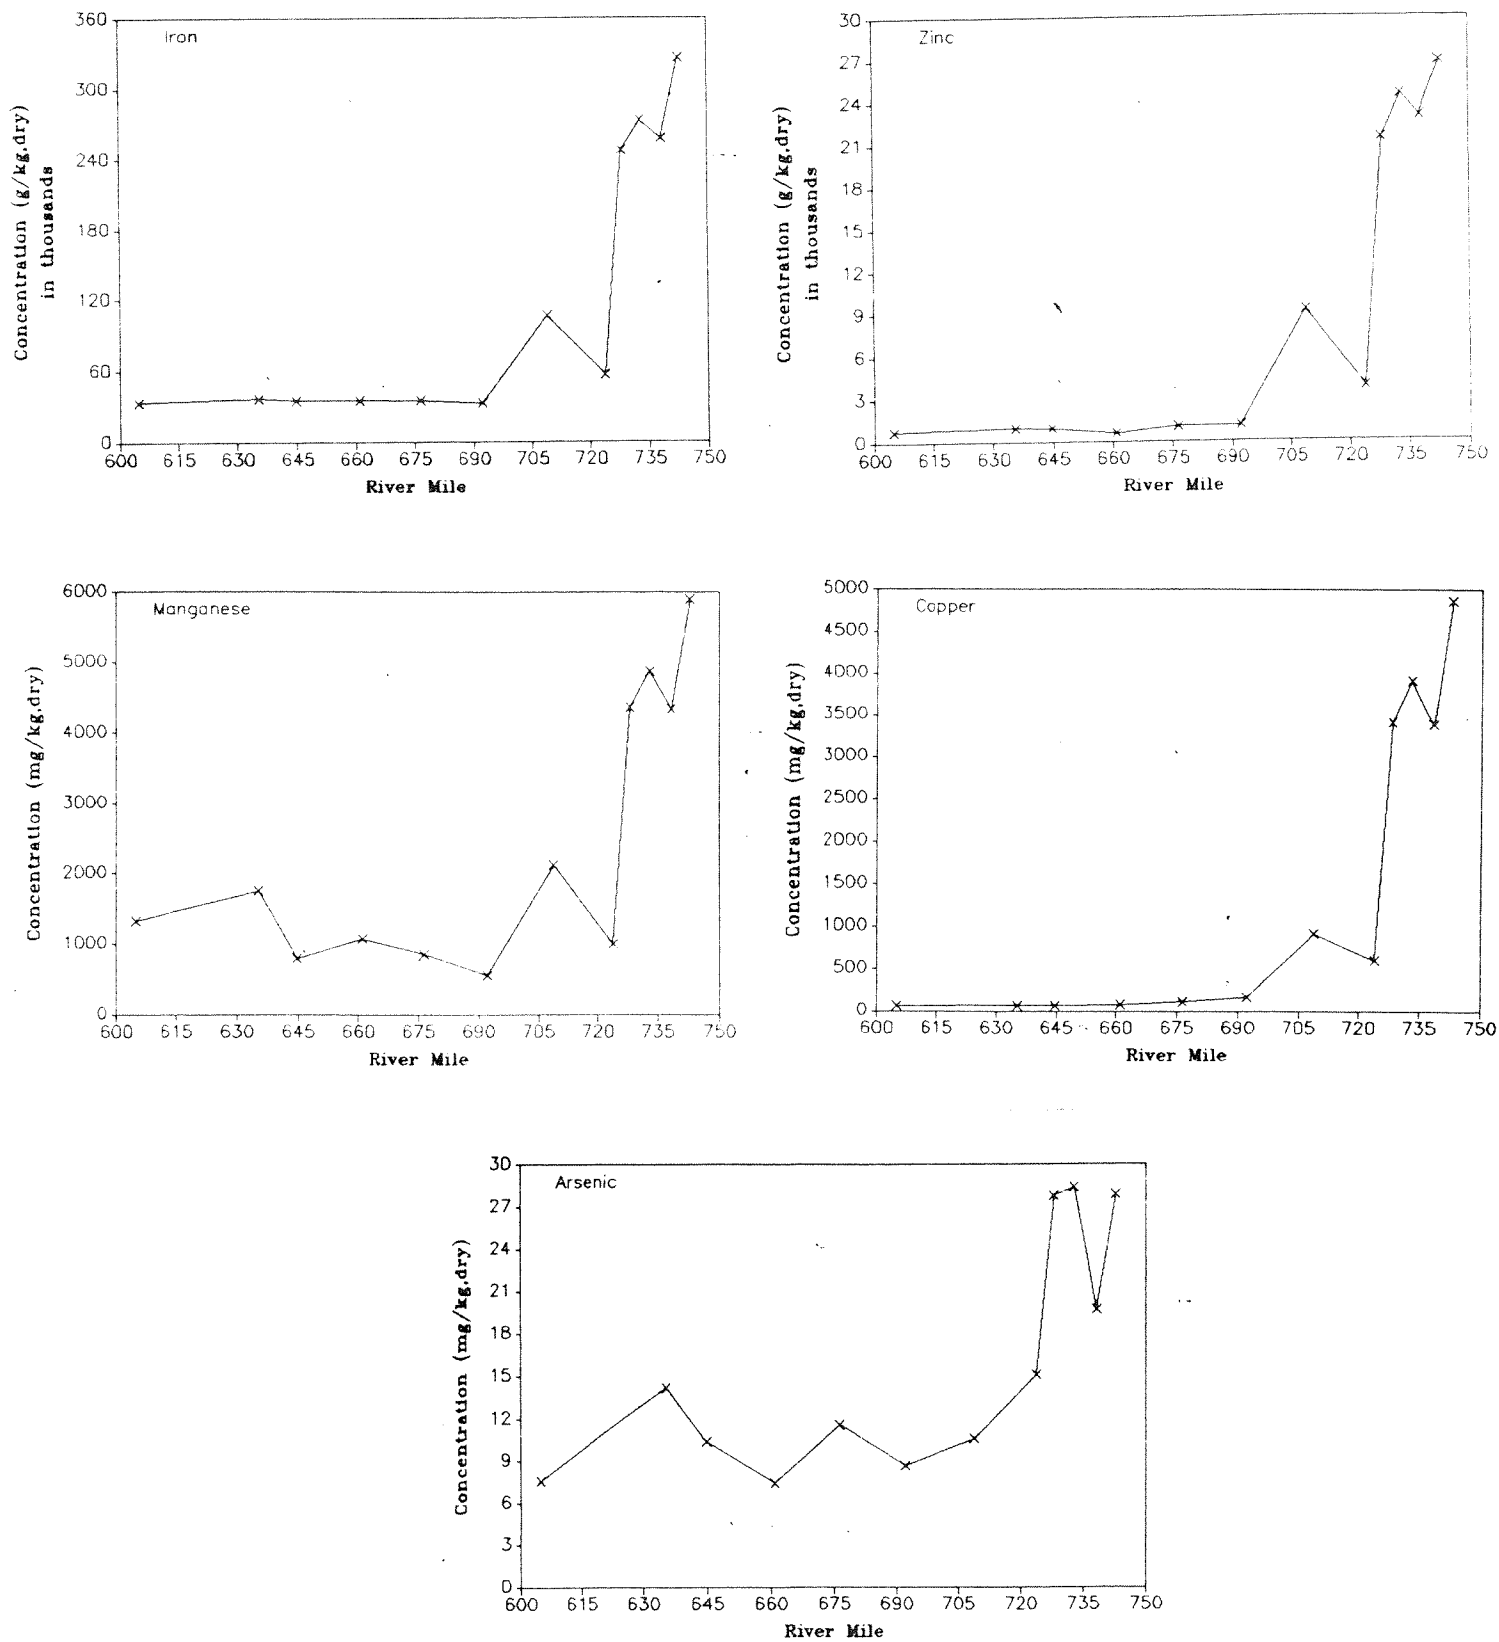 Iron
360
300
240
180
120
60
0
Concentration (g/kg,dry)
in thousands
600 615 630 645 660 675 690 705 720 735 750
River Mile
Zinc
30
27
24
21
18
15
12
9
6
3
0
Concentration (g/kg,dry)
in thousands
600 615 630 645 660 675 690 705 720 735 750
River Mile
Manganese
6000
5000
4000
3000
2000
1000
0
Concentration (mg/kg,dry)
600 615 630 645 660 675 690 705 720 735 750
River Mile
Copper
5000
4500
4000
3500
3000
2500
2000
1500
1000
500
0
Concentration (mg/kg,dry)
600 615 630 645 660 675 690 705 720 735 750
River Mile
Arsenic
30
27
24
21
18
15
12
9
6
3
0
Concentration (mg/kg,dry)
600 615 630 645 660 675 690 705 720 735 750
River Mile